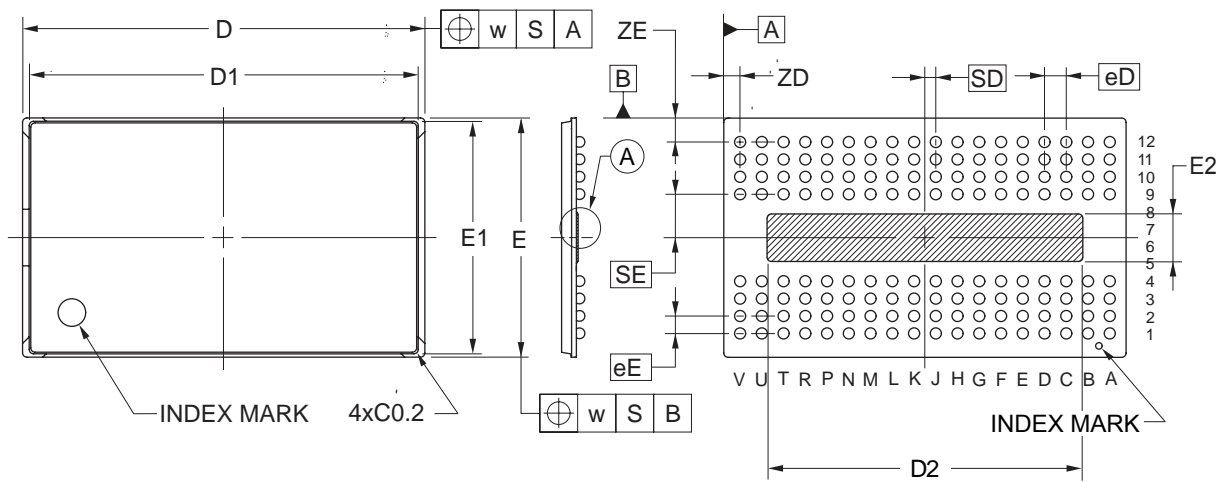 D
w S A
D1
ZE
A
B
ZD
SD
eD
A
E1
E
SE
eE
E2
12
11
10
9
8
7
6
5
4
3
2
1
V U T R P N M L K J H G F E D C B A
INDEX MARK
4xC0.2
w S B
INDEX MARK
D2